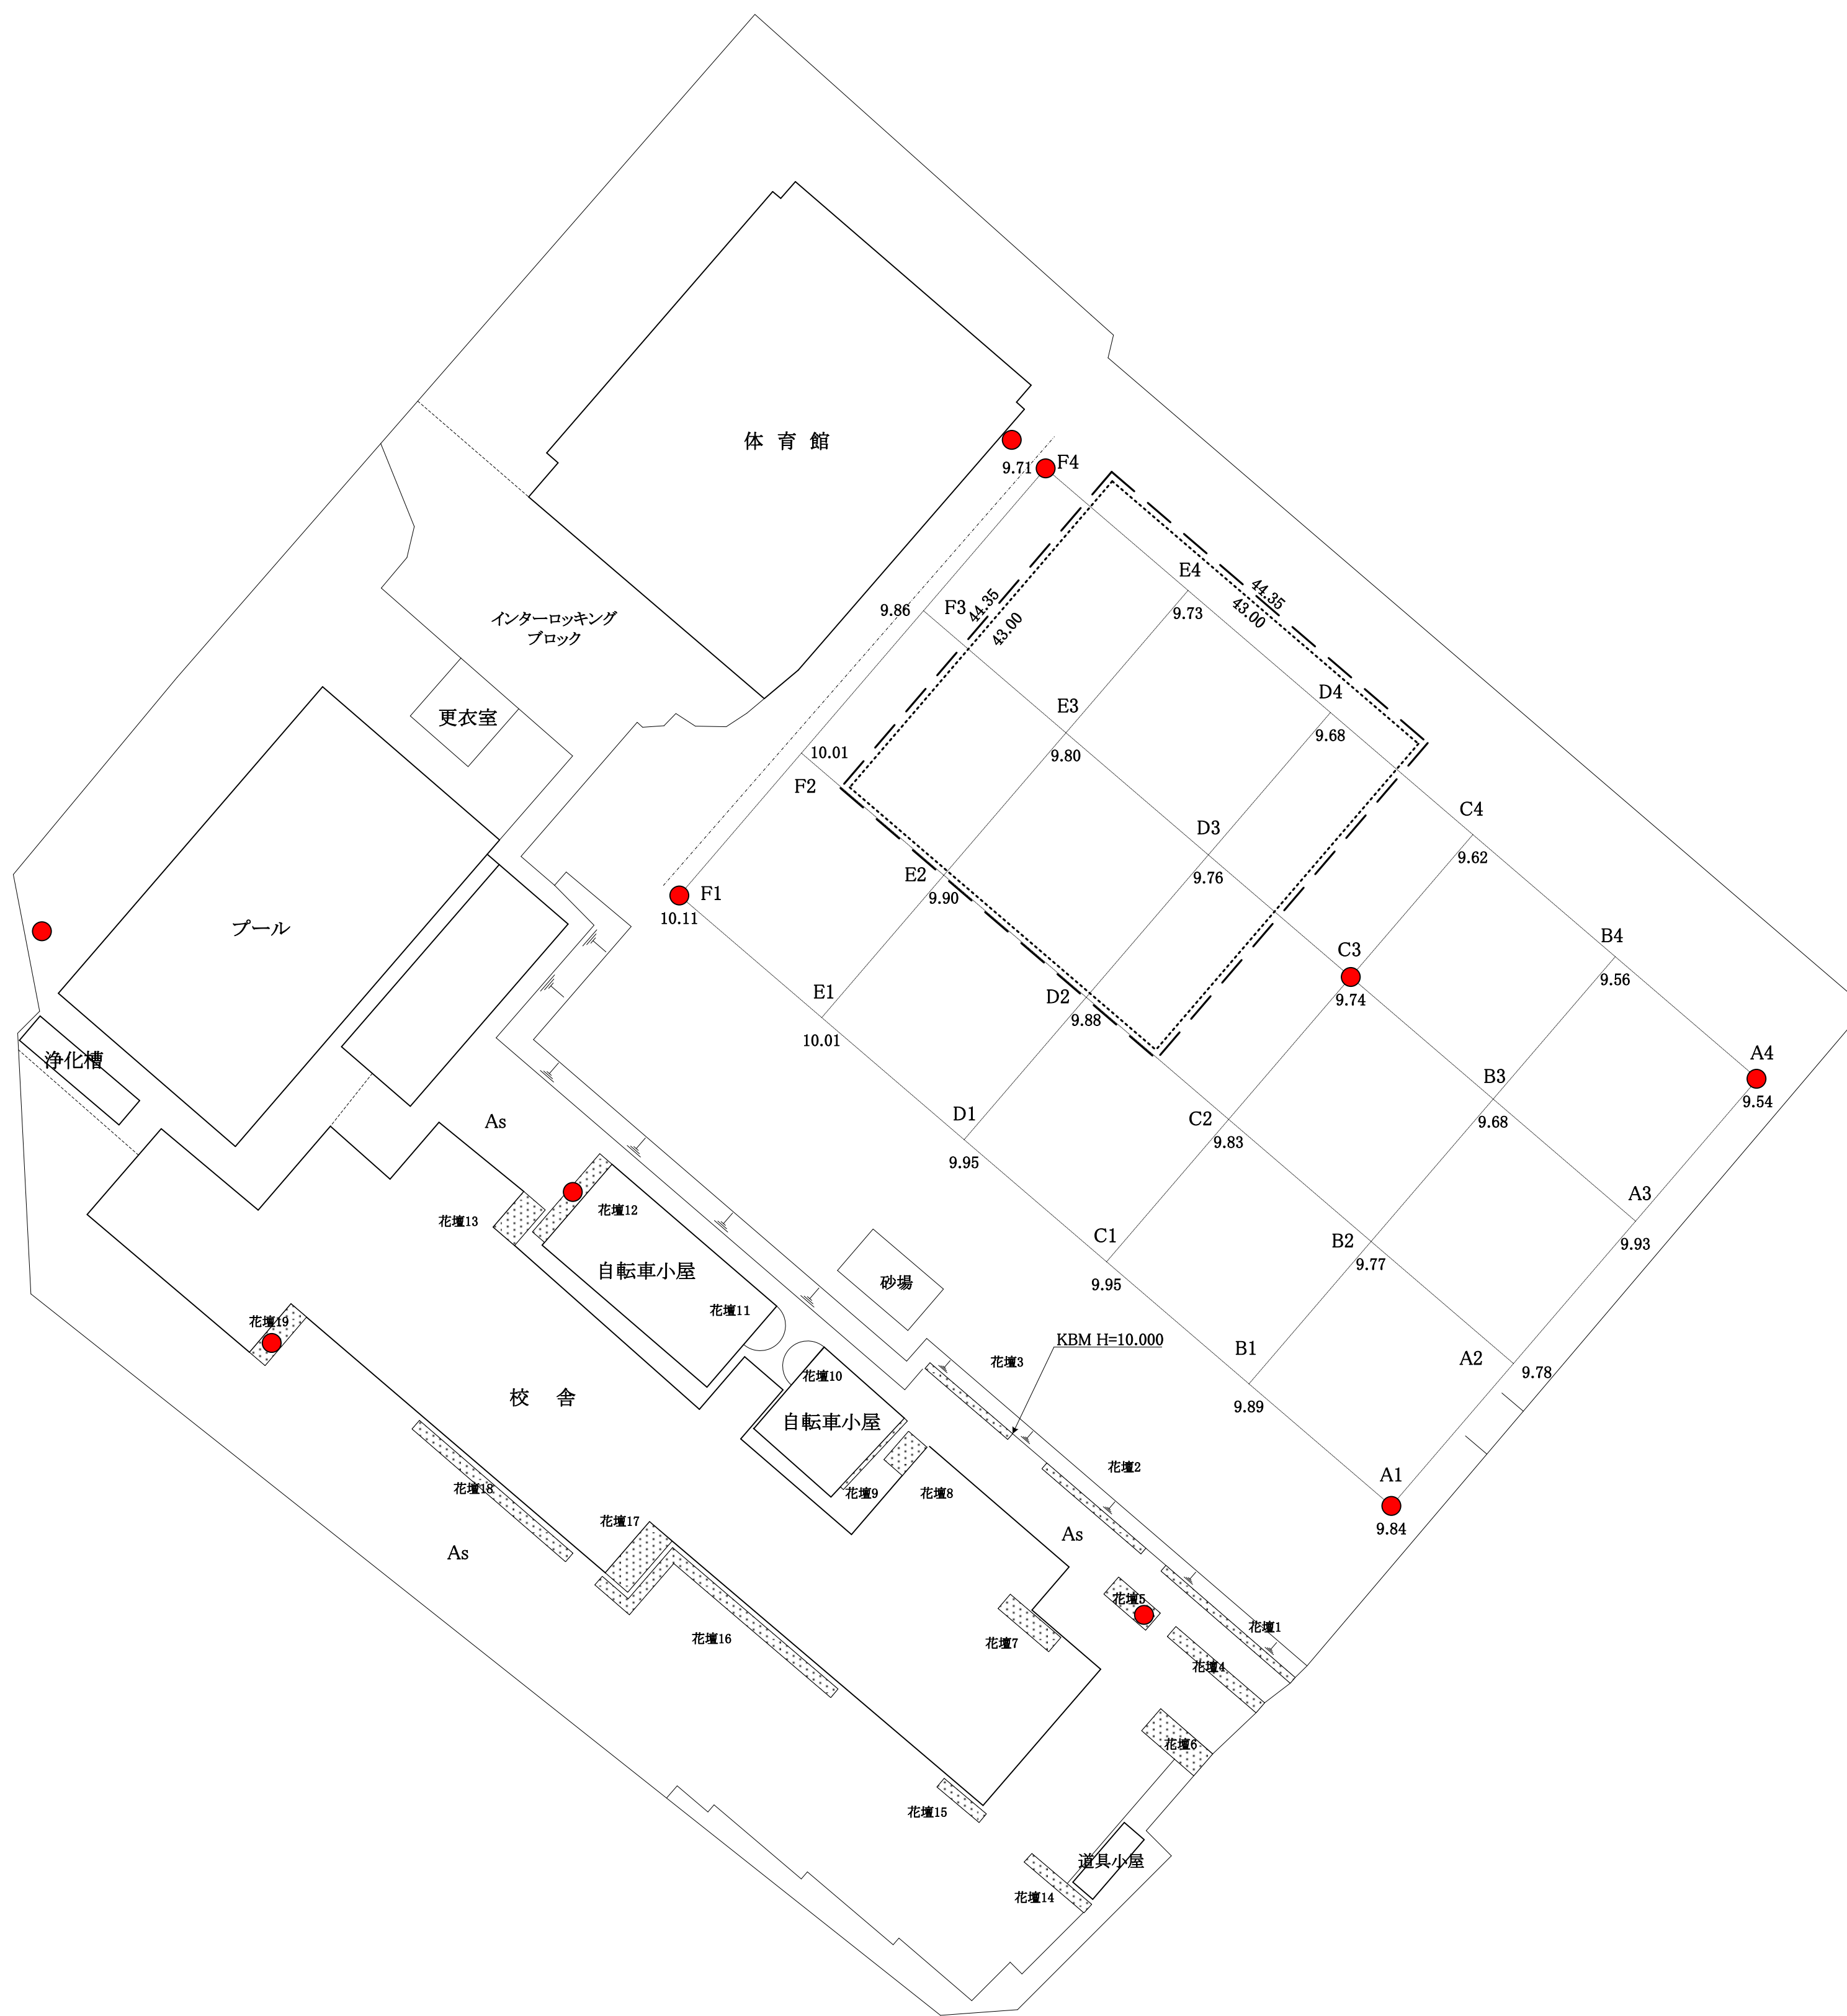 体 育 館
9.71
F4
インターロッキング
ブロック
更衣室
9.86
F3
44.35
43.00
E4
9.73
44.35
43.00
E3
9.80
D4
9.68
10.01
F2
F1
10.11
E2
9.90
D3
9.76
C4
9.62
プール
E1
10.01
D2
9.88
C3
9.74
B4
9.56
浄化槽
As
A4
9.54
D1
9.95
C2
9.83
B3
9.68
A3
9.93
花壇13
花壇12
自転車小屋
花壇11
砂場
C1
9.95
B2
9.77
花壇19
校 舎
花壇10
自転車小屋
花壇3
KBM H=10.000
B1
9.89
A2
9.78
花壇18
花壇9
花壇8
花壇2
A1
9.84
As
花壇17
As
花壇16
花壇7
花壇5
花壇1
花壇4
花壇6
花壇15
道具小屋
花壇14